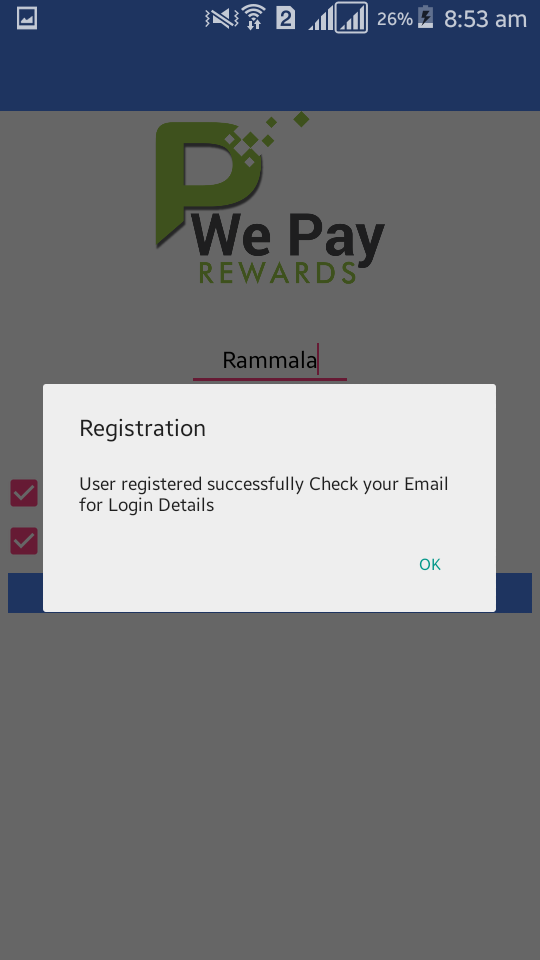 2 26% 8:53 am
We Pay
REWARDS
Rammala
Registration
User registered successfully Check your Email
for Login Details
OK